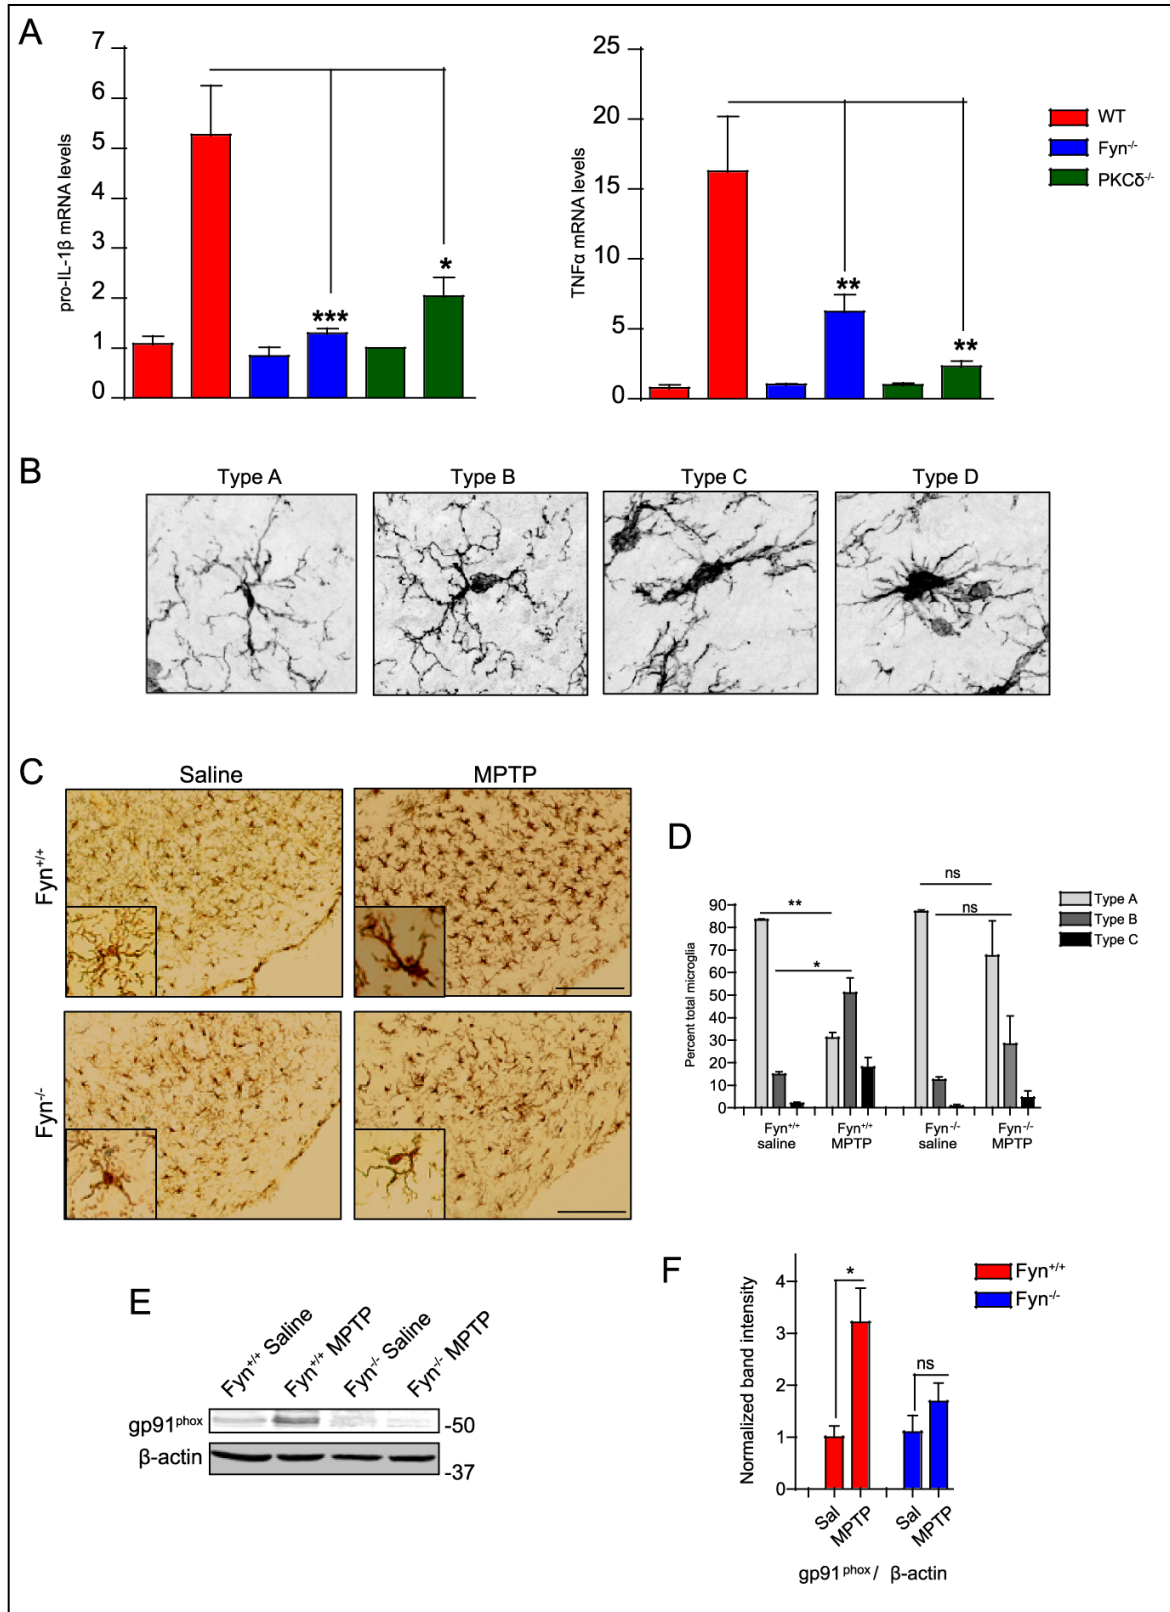 A
7
6
5
4
3
2
1
0
pro-IL-1β mRNA levels
***
*
25
20
15
10
5
0
TNFα mRNA levels
**
**
WT
Fyn-/-
PKCδ-/-
B
Type A
Type B
Type C
Type D
C
Saline
MPTP
Fyn+/+
Fyn-/-
D
90
80
70
60
50
40
30
20
10
0
Percent total microglia
**
*
ns
ns
Type A
Type B
Type C
Fyn+/+
saline
Fyn+/+
MPTP
Fyn-/-
saline
Fyn-/-
MPTP
E
Fyn+/+ Saline
Fyn+/+ MPTP
Fyn-/- Saline
Fyn-/- MPTP
gp91phox
-50
β-actin
-37
F
4
3
2
1
0
Normalized band intensity
*
ns
Fyn+/+
Fyn-/-
Sal
MPTP
Sal
MPTP
gp91phox/ β-actin